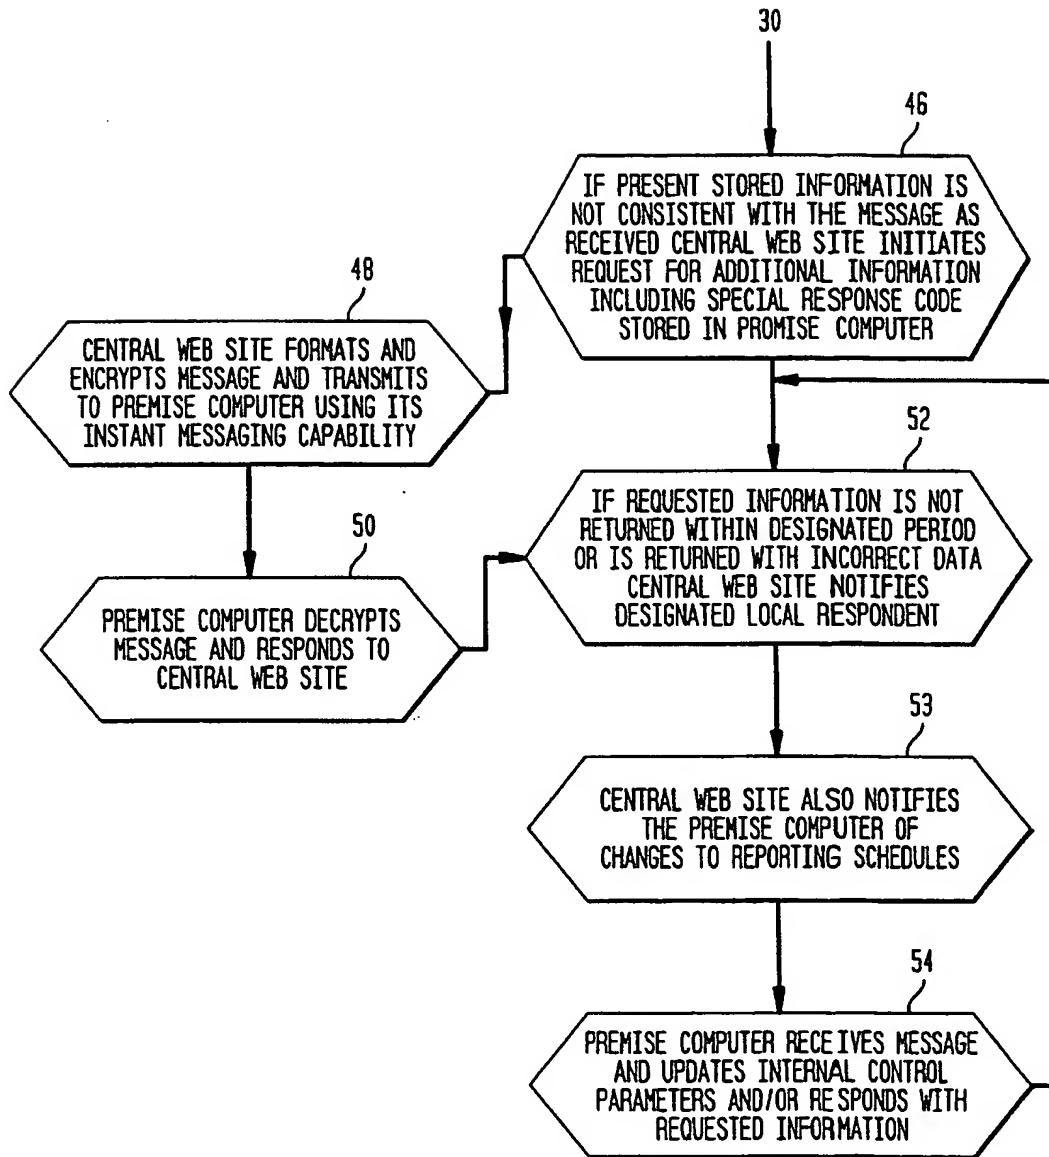 30
46
IF PRESENT STORED INFORMATION IS
NOT CONSISTENT WITH THE MESSAGE AS
RECEIVED CENTRAL WEB SITE INITIATES
REQUEST FOR ADDITIONAL INFORMATION
INCLUDING SPECIAL RESPONSE CODE
STORED IN PROMISE COMPUTER
48
CENTRAL WEB SITE FORMATS AND
ENCRYPTS MESSAGE AND TRANSMITS
TO PREMISE COMPUTER USING ITS
INSTANT MESSAGING CAPABILITY
50
PREMISE COMPUTER DECRYPTS
MESSAGE AND RESPONDS TO
CENTRAL WEB SITE
52
IF REQUESTED INFORMATION IS NOT
RETURNED WITHIN DESIGNATED PERIOD
OR IS RETURNED WITH INCORRECT DATA
CENTRAL WEB SITE NOTIFIES
DESIGNATED LOCAL RESPONDENT
53
CENTRAL WEB SITE ALSO NOTIFIES
THE PREMISE COMPUTER OF
CHANGES TO REPORTING SCHEDULES
54
PREMISE COMPUTER RECEIVES MESSAGE
AND UPDATES INTERNAL CONTROL
PARAMETERS AND/OR RESPONDS WITH
REQUESTED INFORMATION